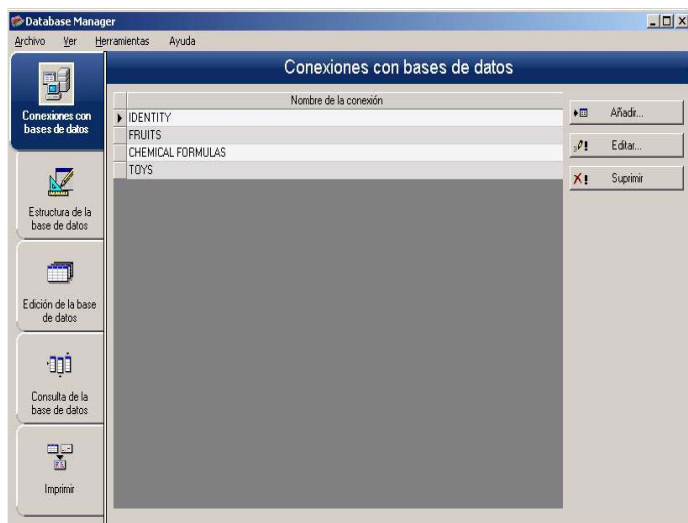 Database Manager
Archivo Ver Herramientas Ayuda
Conexiones con
bases de datos
Estructura de la
base de datos
Edición de la base
de datos
Consulta de la
base de datos
Imprimir
Conexiones con bases de datos
Nombre de la conexión
IDENTITY
FRUITS
CHEMICAL FORMULAS
TOYS
Añadir...
Editar...
Suprimir